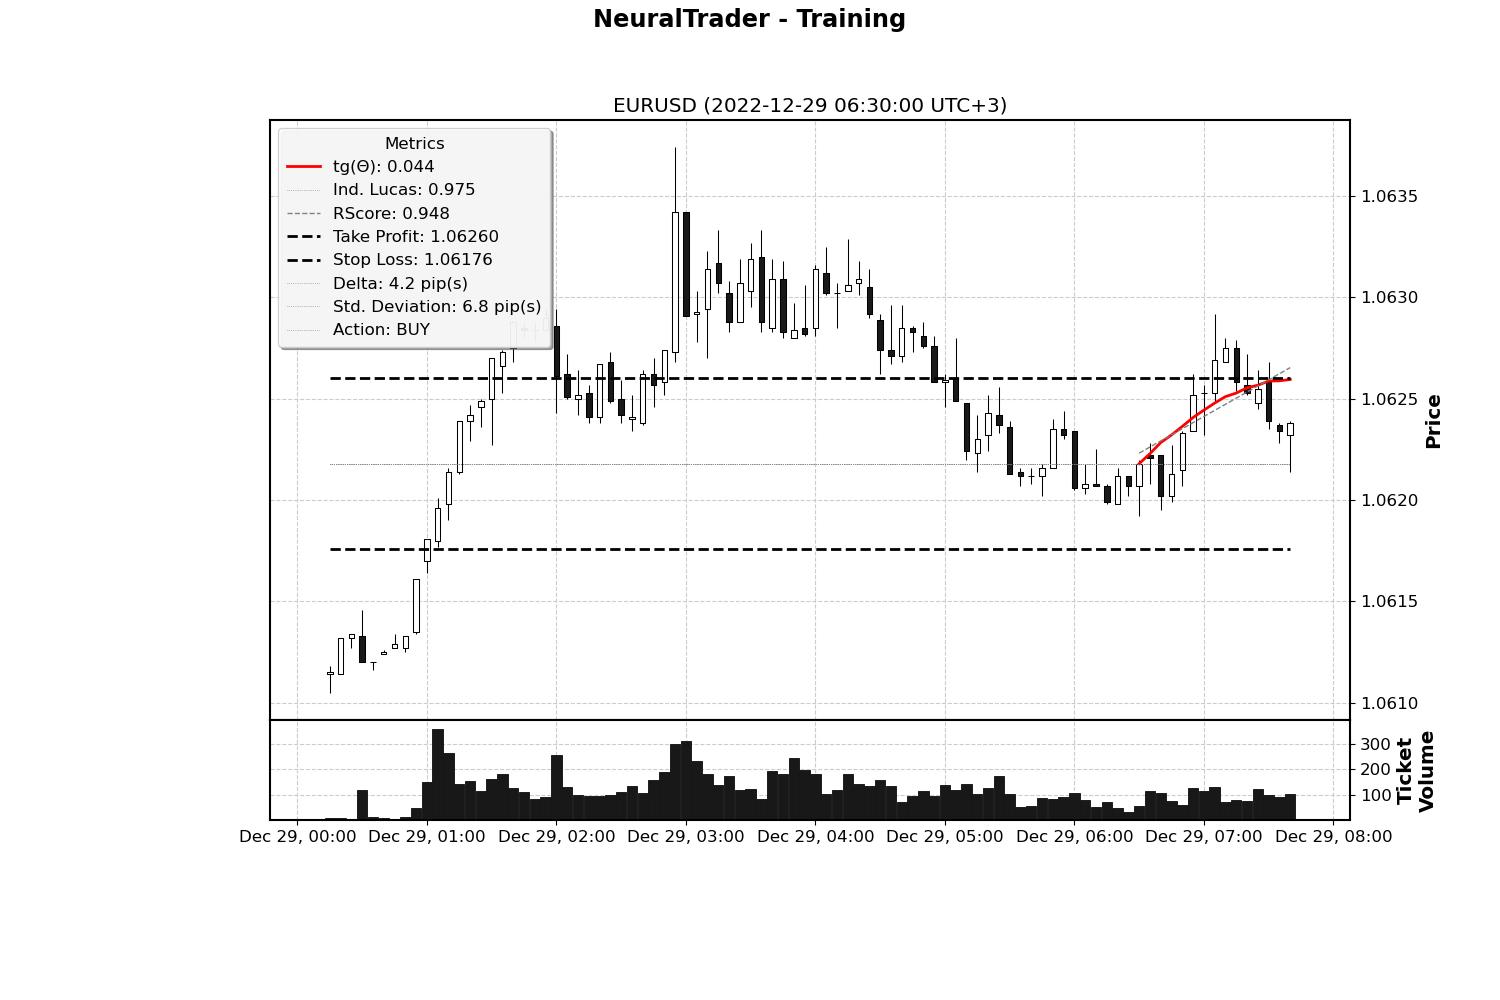 NeuralTrader - Training
EURUSD (2022-12-29 06:30:00 UTC+3)
Metrics
tg(Θ): 0.044
Ind. Lucas: 0.975
RScore: 0.948
Take Profit: 1.06260
Stop Loss: 1.06176
Delta: 4.2 pip(s)
Std. Deviation: 6.8 pip(s)
Action: BUY
1.0635
1.0630
1.0625
1.0620
1.0615
1.0610
Price
300
200
100
Ticket
Volume
Dec 29, 00:00 Dec 29, 01:00 Dec 29, 02:00 Dec 29, 03:00 Dec 29, 04:00 Dec 29, 05:00 Dec 29, 06:00 Dec 29, 07:00 Dec 29, 08:00